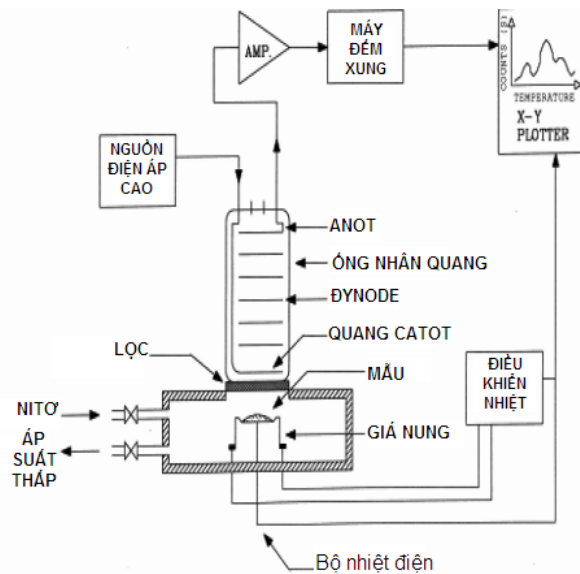 AMP.
MÁY
ĐẾM
XUNG
COUNTS (S)
TEMPERATURE
X-Y
PLOTTER
NGUỒN
ĐIỆN ÁP
CAO
ANOT
ỐNG NHÂN QUANG
ĐYNODE
QUANG CATOT
LỌC
MẪU
ĐIỀU
KHIỂN
NHIỆT
NITƠ
ÁP
SUẤT
THẤP
GIÁ NUNG
Bộ nhiệt điện